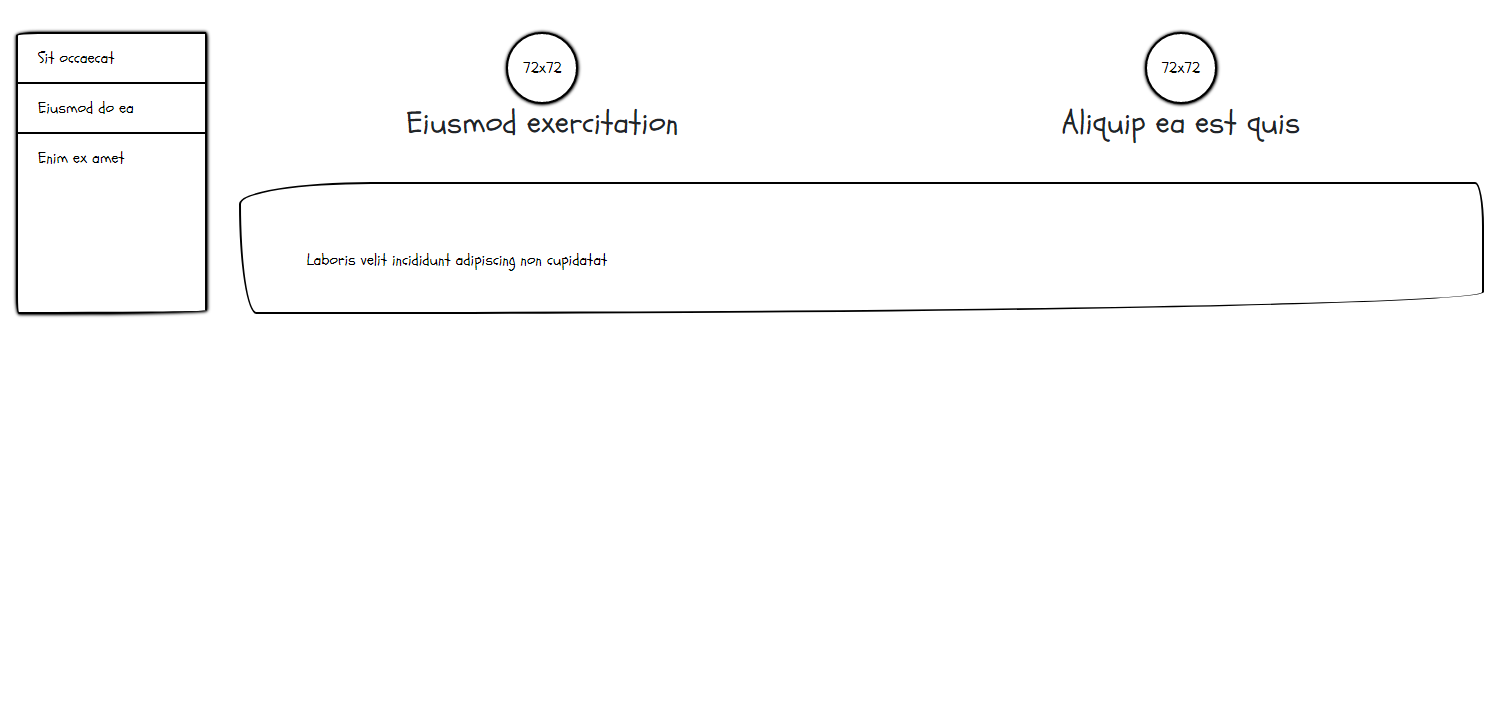 Sit occaecat
Eiusmod do ea
Enim ex amet
72x72
Eiusmod exercitation
72x72
Aliquip ea est quis
Laboris velit incididunt adipiscing non cupidatat